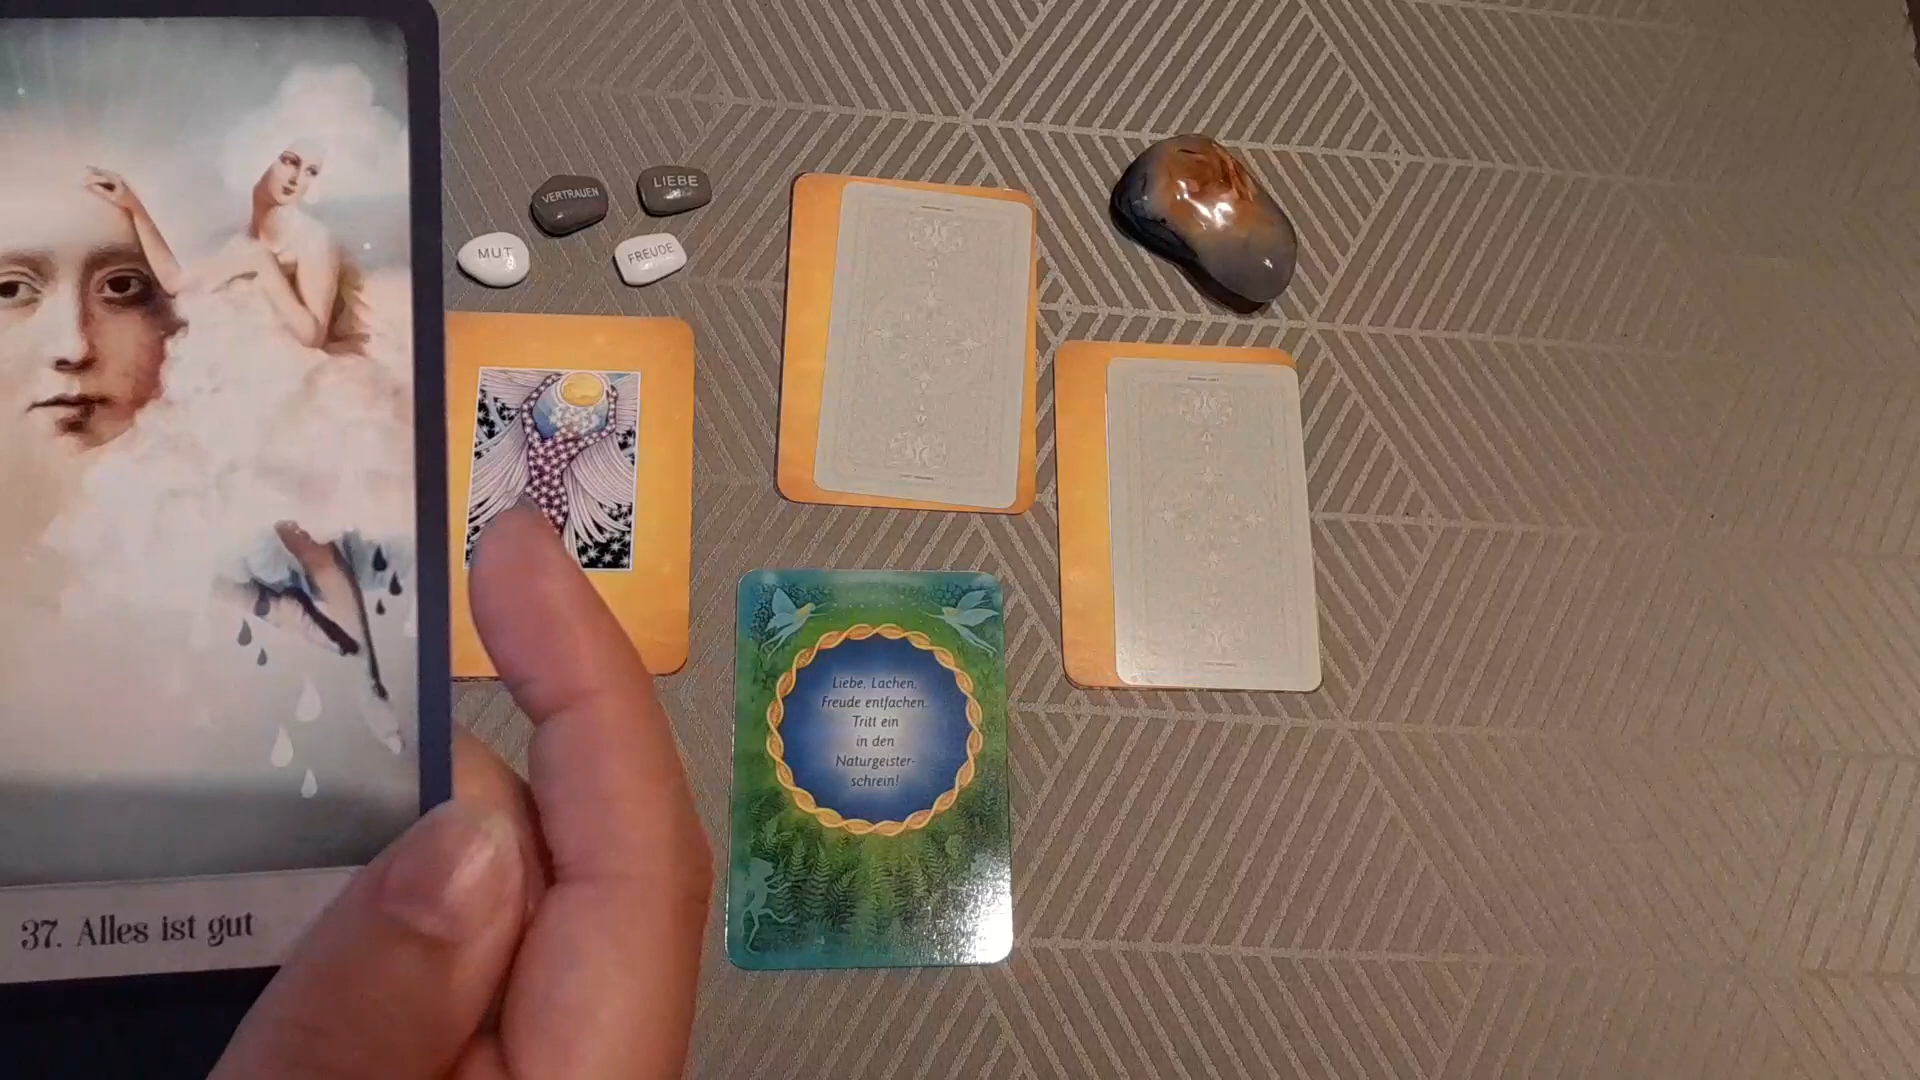 VERTRAUEN
LIEBE
MUT
FREUDE
Liebe, Lachen,
Freude entfachen.
Tritt ein
in den
Naturgeister-
schrein!
37. Alles ist gut